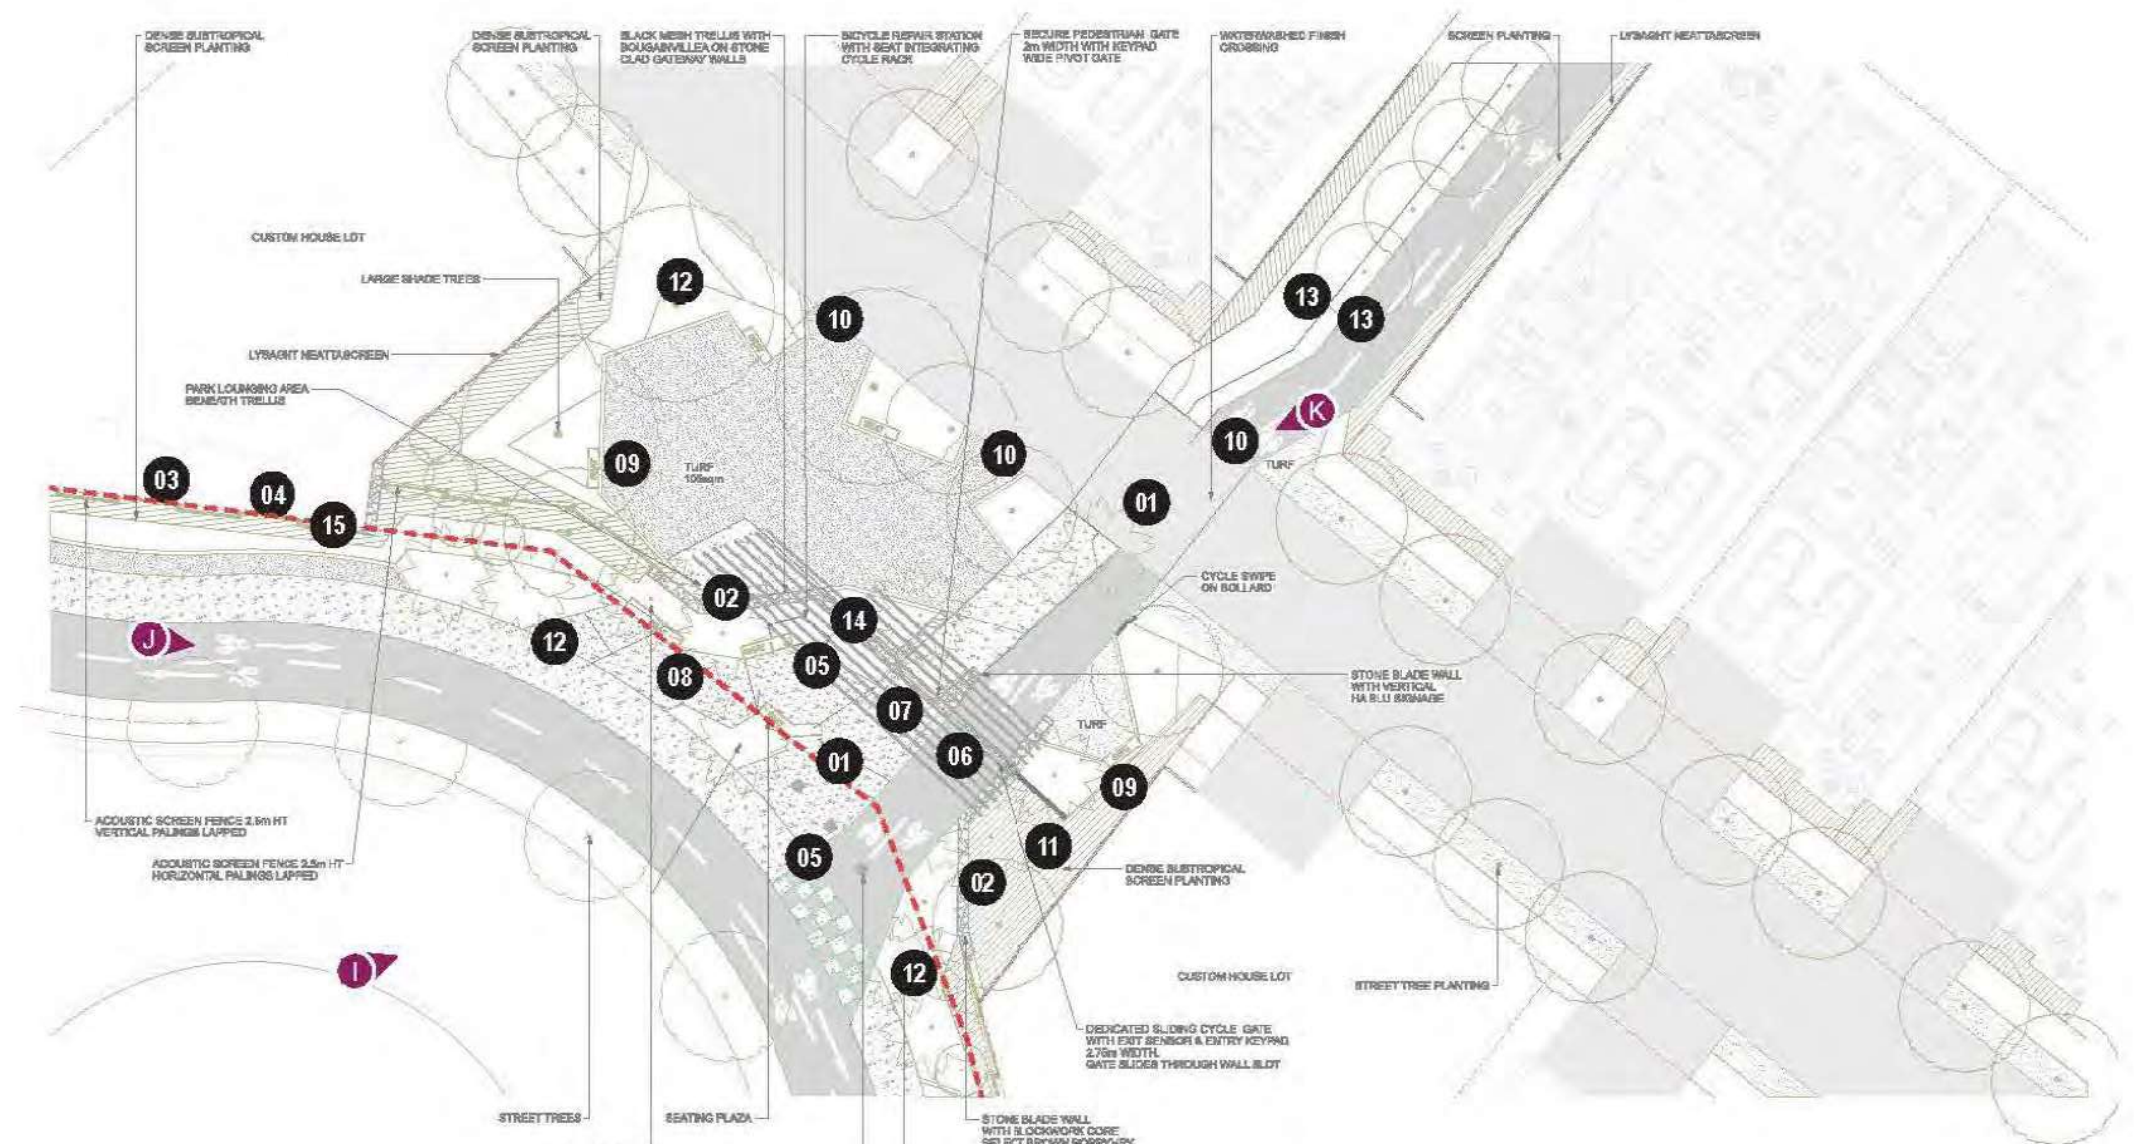 DENSE SUBTROPICAL
SCREEN PLANTING
DENSE SUBTROPICAL
SCREEN PLANTING
BLACK MESH TRELLIS WITH
BOUGAINVILLEA ON STONE
CLAD GATEWAY WALLS
BICYCLE REPAIR STATION
WITH SEAT INTEGRATING
CYCLE RACK
SECURE PEDESTRIAN GATE
2m WIDTH WITH KEYPAD
WIDE PIVOT GATE
WATERWASHED FINISH
CROSSING
SCREEN PLANTING
LYSAGHT NEATTASCREEN
CUSTOM HOUSE LOT
LARGE SHADE TREES
12
10
13
13
LYSAGHT NEATTASCREEN
PARK LOUNGING AREA
BENEATH TRELLIS
K
10
10
09
TURF
TURF
03
04
15
01
CYCLE SWIPE
ON BOLLARD
02
14
J
12
05
08
STONE BLADE WALL
WITH VERTICAL
HA BLU SIGNAGE
07
TURF
06
01
09
ACOUSTIC SCREEN FENCE 2.5m HT
VERTICAL PALINGS LAPPED
ACOUSTIC SCREEN FENCE 2.5m HT
HORIZONTAL PALINGS LAPPED
05
11
02
DENSE SUBTROPICAL
SCREEN PLANTING
I
12
CUSTOM HOUSE LOT
STREET TREE PLANTING
DEDICATED SLIDING CYCLE GATE
WITH EXIT SENSOR & ENTRY KEYPAD
2.75m WIDTH.
GATE SLIDES THROUGH WALL SLOT
STREET TREES
SEATING PLAZA
STONE BLADE WALL
WITH BLOCKWORK CORE
SELECT BROWN PORPHYRY